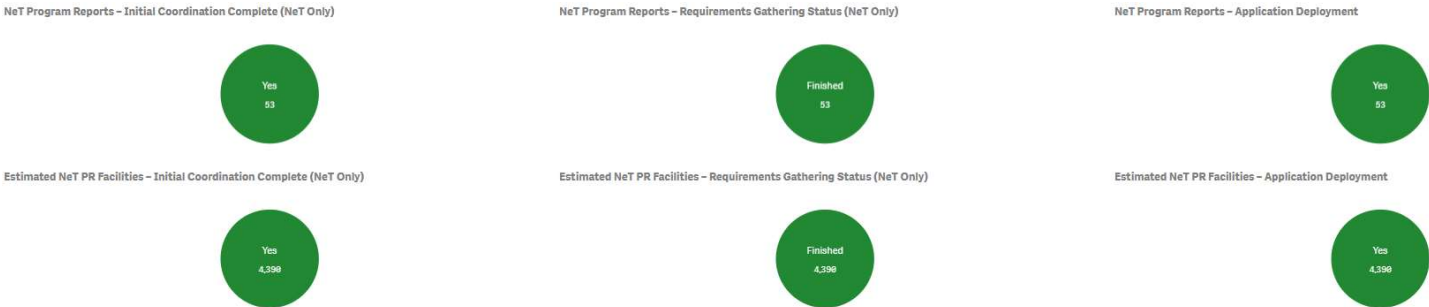 NeT Program Reports – Initial Coordination Complete (NeT Only)
NeT Program Reports – Requirements Gathering Status (NeT Only)
NeT Program Reports – Application Deployment
Yes
53
Finished
53
Yes
53
Estimated NeT PR Facilities – Initial Coordination Complete (NeT Only)
Estimated NeT PR Facilities – Requirements Gathering Status (NeT Only)
Estimated NeT PR Facilities – Application Deployment
Yes
4,390
Finished
4,390
Yes
4,390